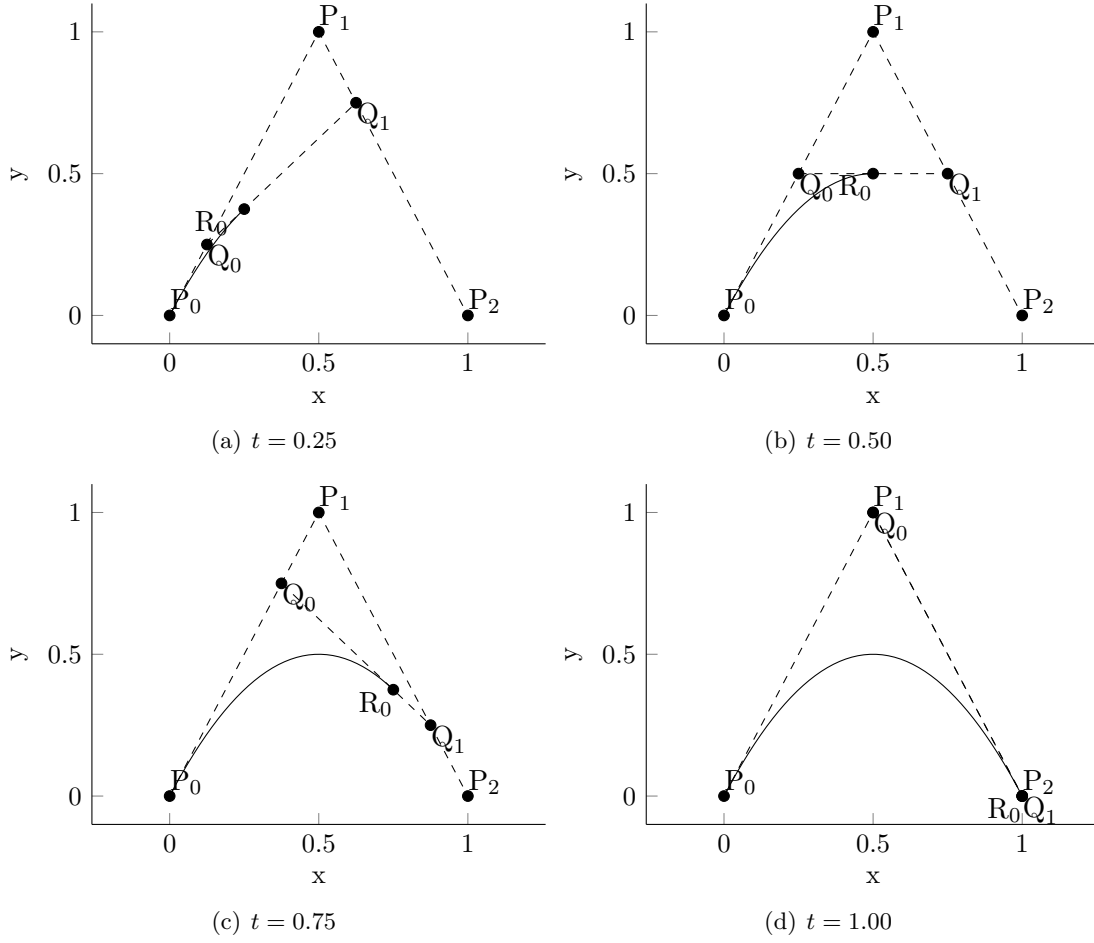 P₁
1
Q₁
y
0.5
R₀
Q₀
P₀
P₂
0
0
0.5
1
x
(a) t = 0.25
P₁
1
y
0.5
Q₀
R₀
Q₁
P₀
P₂
0
0
0.5
1
x
(b) t = 0.50
P₁
1
Q₀
y
0.5
R₀
Q₁
P₀
P₂
0
0
0.5
1
x
(c) t = 0.75
P₁
1
Q₀
y
0.5
P₀
P₂
0
R₀
Q₁
0
0.5
1
x
(d) t = 1.00